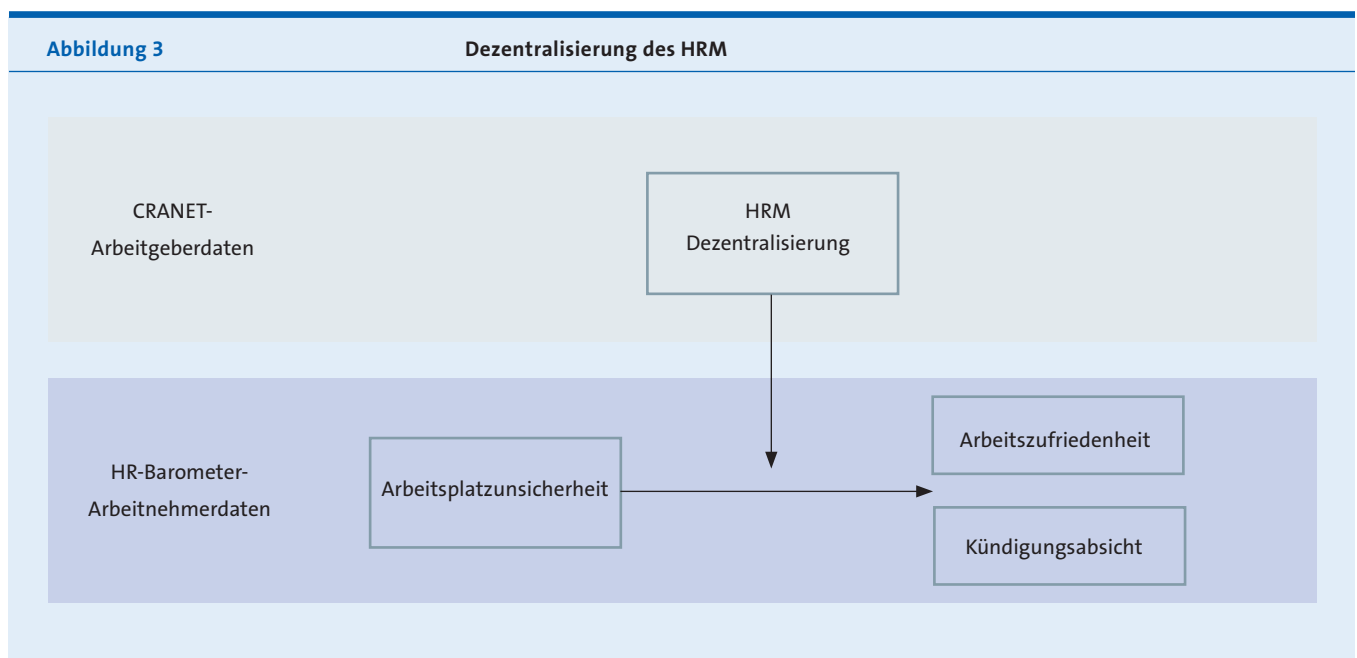 Abbildung 3 Dezentralisierung des HRM
CRANET-
Arbeitgeberdaten
HRM
Dezentralisierung
HR-Barometer-
Arbeitnehmerdaten
Arbeitsplatzunsicherheit
Arbeitszufriedenheit
Kündigungsabsicht